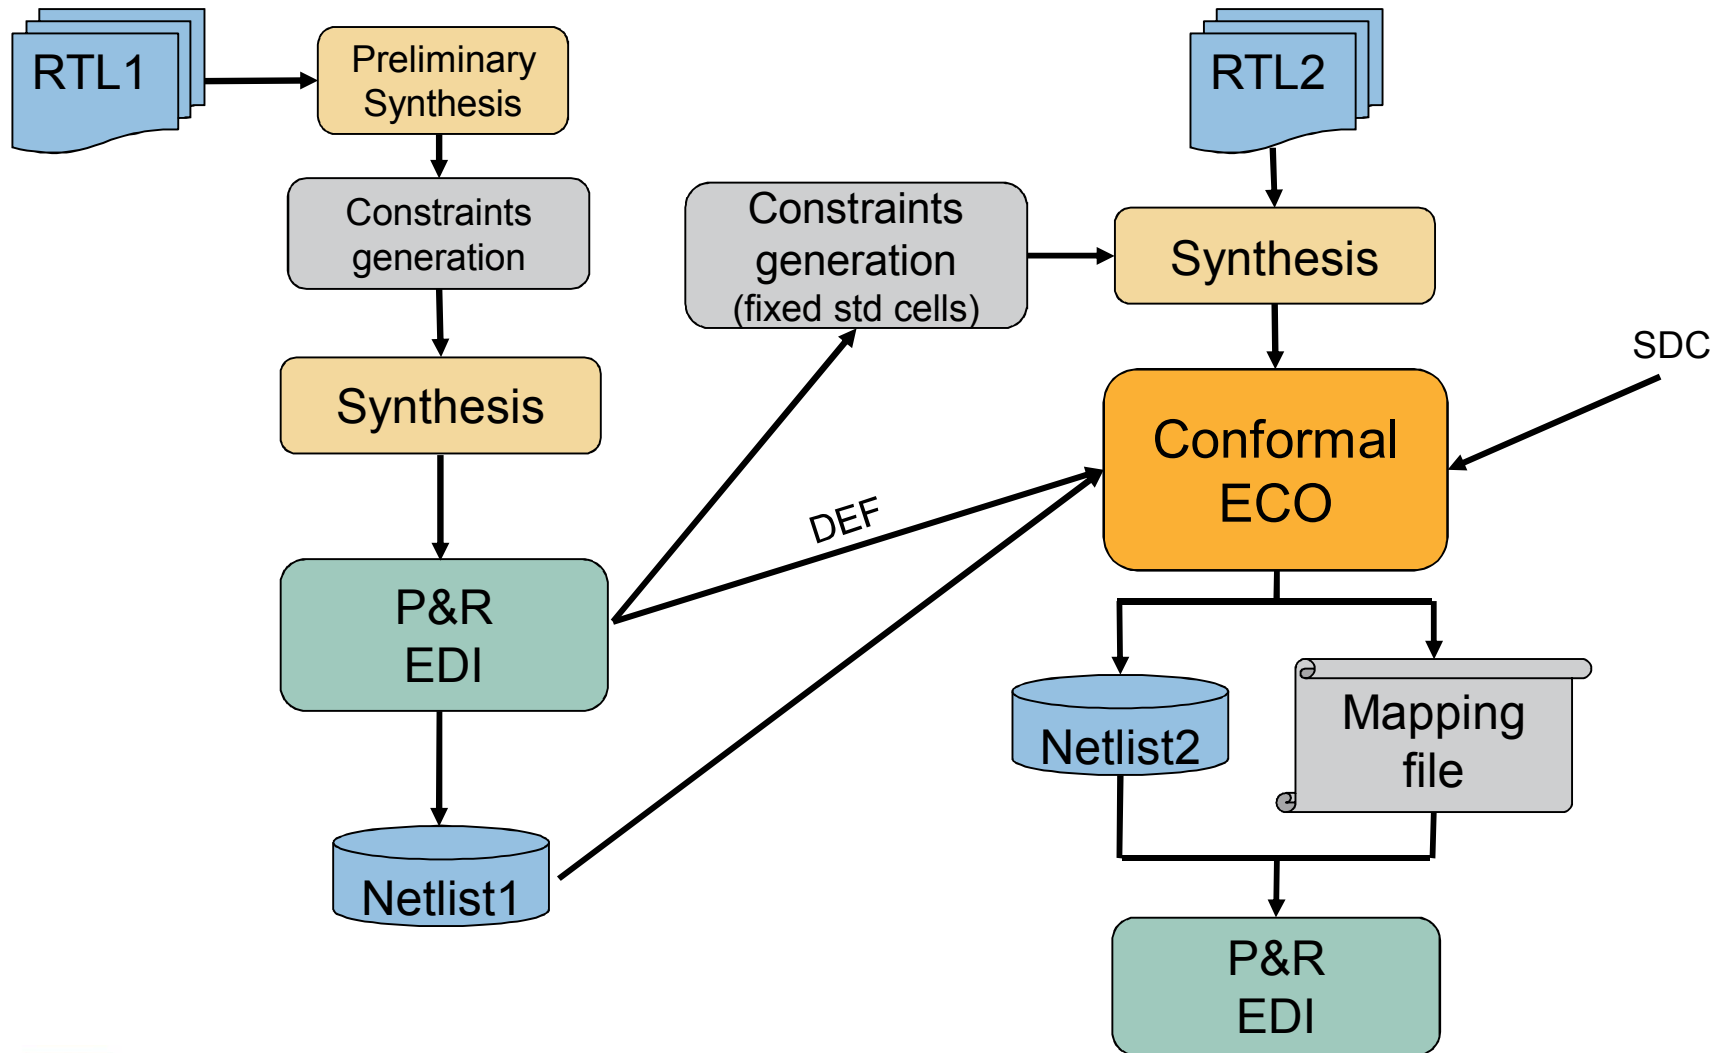 RTL1
Preliminary
Synthesis
Constraints
generation
Synthesis
P&R
EDI
Netlist1
Constraints
generation
(fixed std cells)
DEF
RTL2
Synthesis
SDC
Conformal
ECO
Netlist2
Mapping
file
P&R
EDI